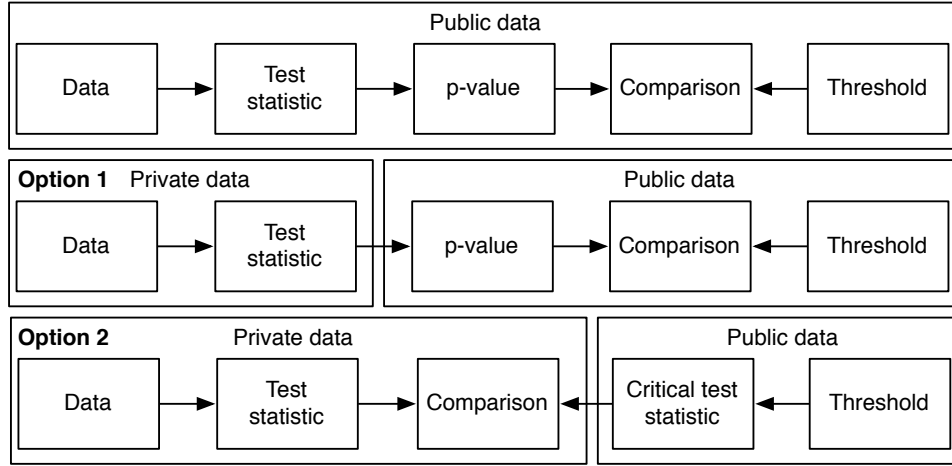 Public data
Data
Test
statistic
p-value
Comparison
Threshold
Option 1 Private data
Public data
Data
Test
statistic
p-value
Comparison
Threshold
Option 2
Private data
Public data
Data
Test
statistic
Comparison
Critical test
statistic
Threshold